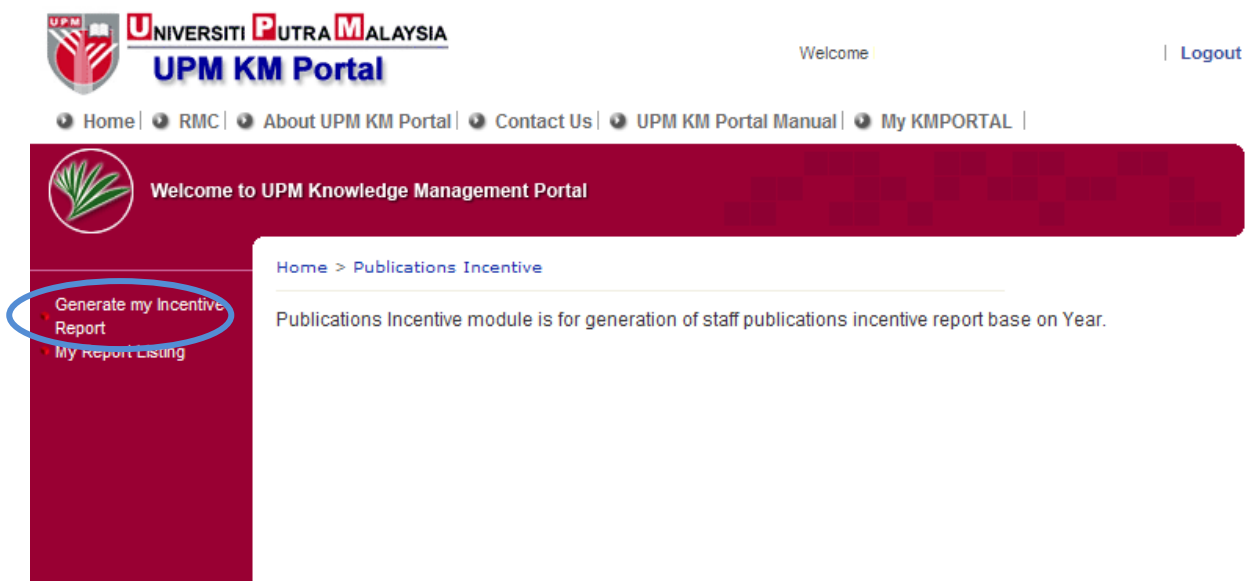 UPM
UNIVERSITI PUTRA MALAYSIA
UPM KM Portal
Welcome | Logout
Home | RMC | About UPM KM Portal | Contact Us | UPM KM Portal Manual | My KMPORTAL |
Welcome to UPM Knowledge Management Portal
Home > Publications Incentive
Generate my Incentive
Report
My Report Listing
Publications Incentive module is for generation of staff publications incentive report base on Year.